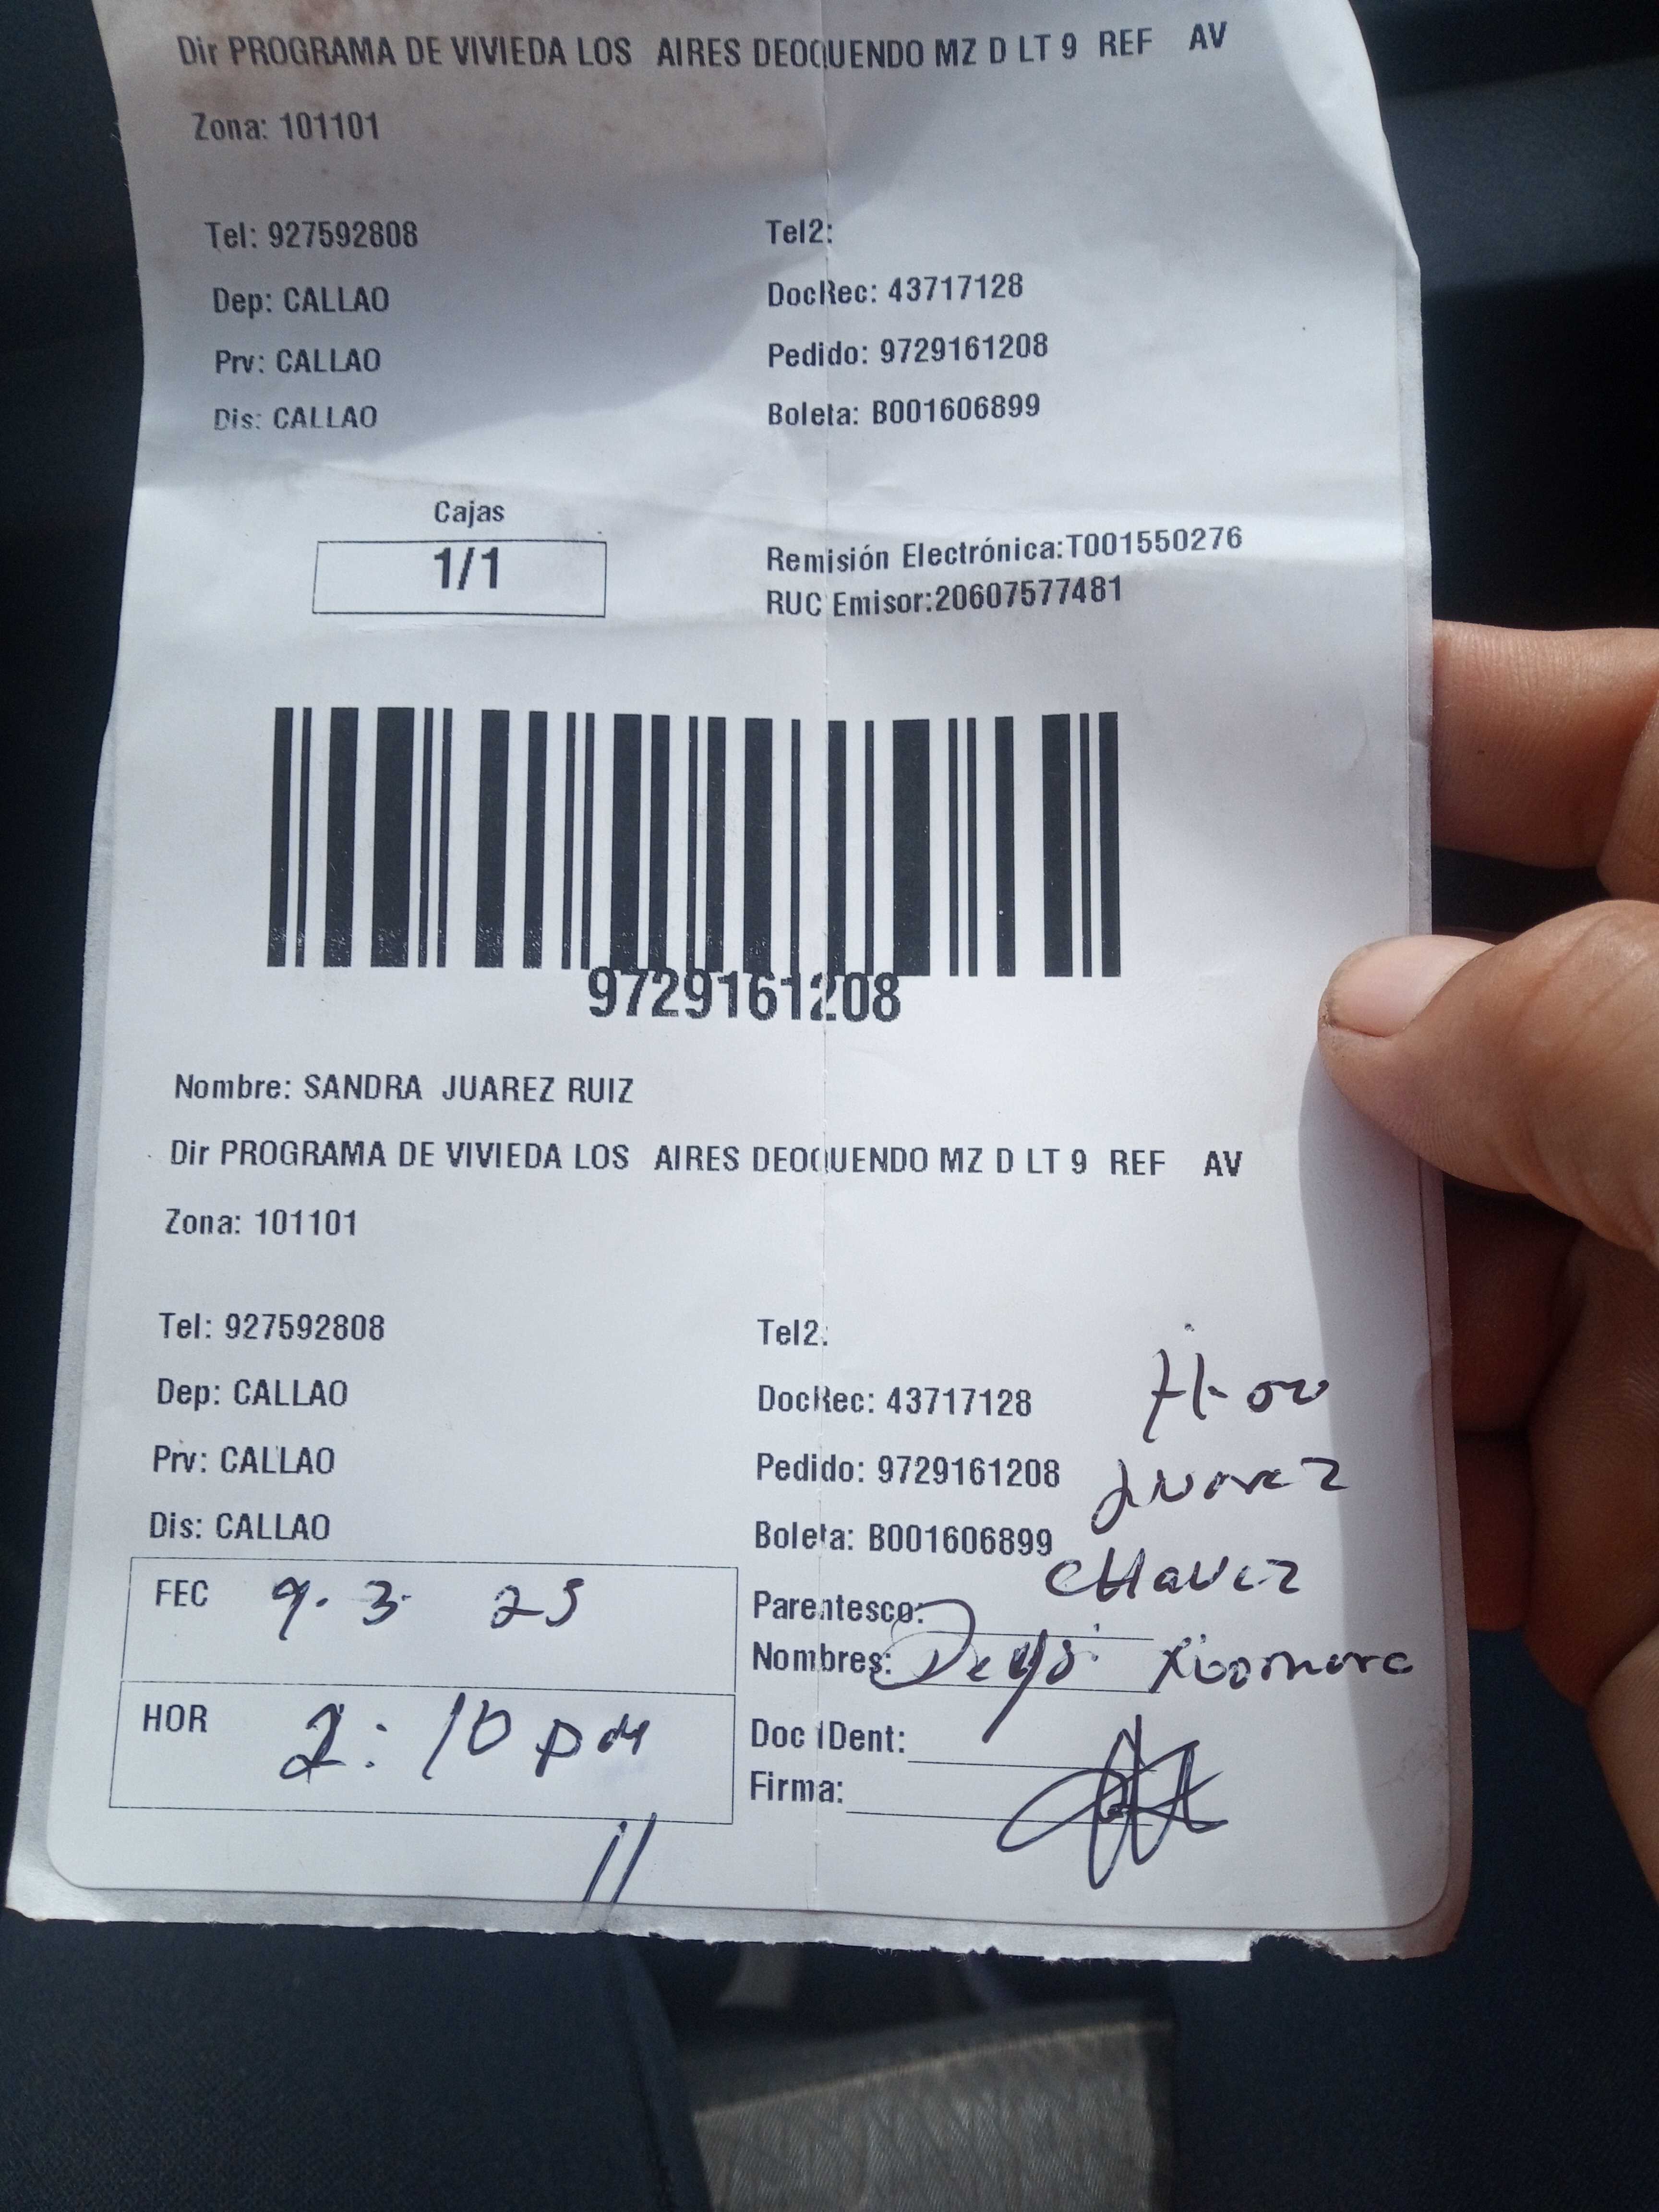 Dir PROGRAMA DE VIVIEDA LOS AIRES DEOQUENDO MZ D LT 9 REF AV
Zona: 101101
Tel: 927592808 Tel2:
Dep: CALLAO DocRec: 43717128
Prv: CALLAO Pedido: 9729161208
Dis: CALLAO Boleta: B001606899
Cajas
1/1
Remisión Electrónica:T001550276
RUC Emisor:20607577481
9729161208
Nombre: SANDRA JUAREZ RUIZ
Dir PROGRAMA DE VIVIEDA LOS AIRES DEOQUENDO MZ D LT 9 REF AV
Zona: 101101
Tel: 927592808 Tel2:
Dep: CALLAO DocRec: 43717128
Prv: CALLAO Pedido: 9729161208 Juarez
Dis: CALLAO Boleta: B001606899
CHavez
FEC 9. 3. 25 Parentesco:
Nombres: Deysi Xiomara
HOR 2:10 pm Doc IDent:
Firma: